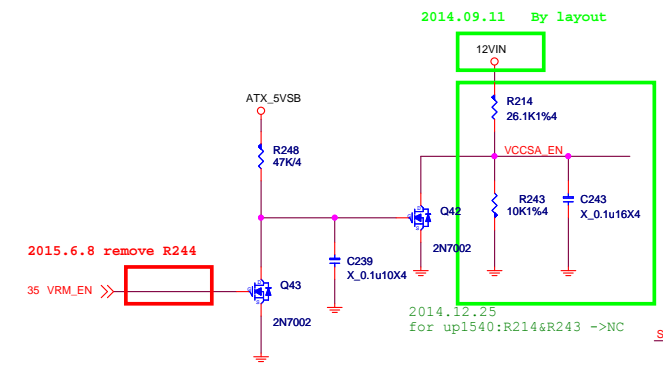 2014.09.11 By layout
12VIN
ATX_5VSB
R214
26.1K1%4
VCCSA_EN
R248
47K/4
R243
10K1%4
C243
X_0.1u16X4
Q42
2N7002
2015.6.8 remove R244
C239
X_0.1u10X4
35 VRM_EN
Q43
2N7002
2014.12.25
for up1540:R214&R243 ->NC
S